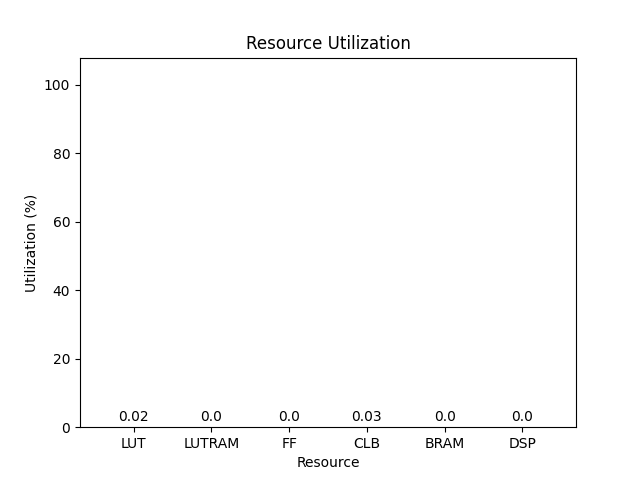 Resource Utilization
100
80
60
40
20
0
Utilization (%)
0.02 0.0 0.0 0.03 0.0 0.0
LUT LUTRAM FF CLB BRAM DSP
Resource